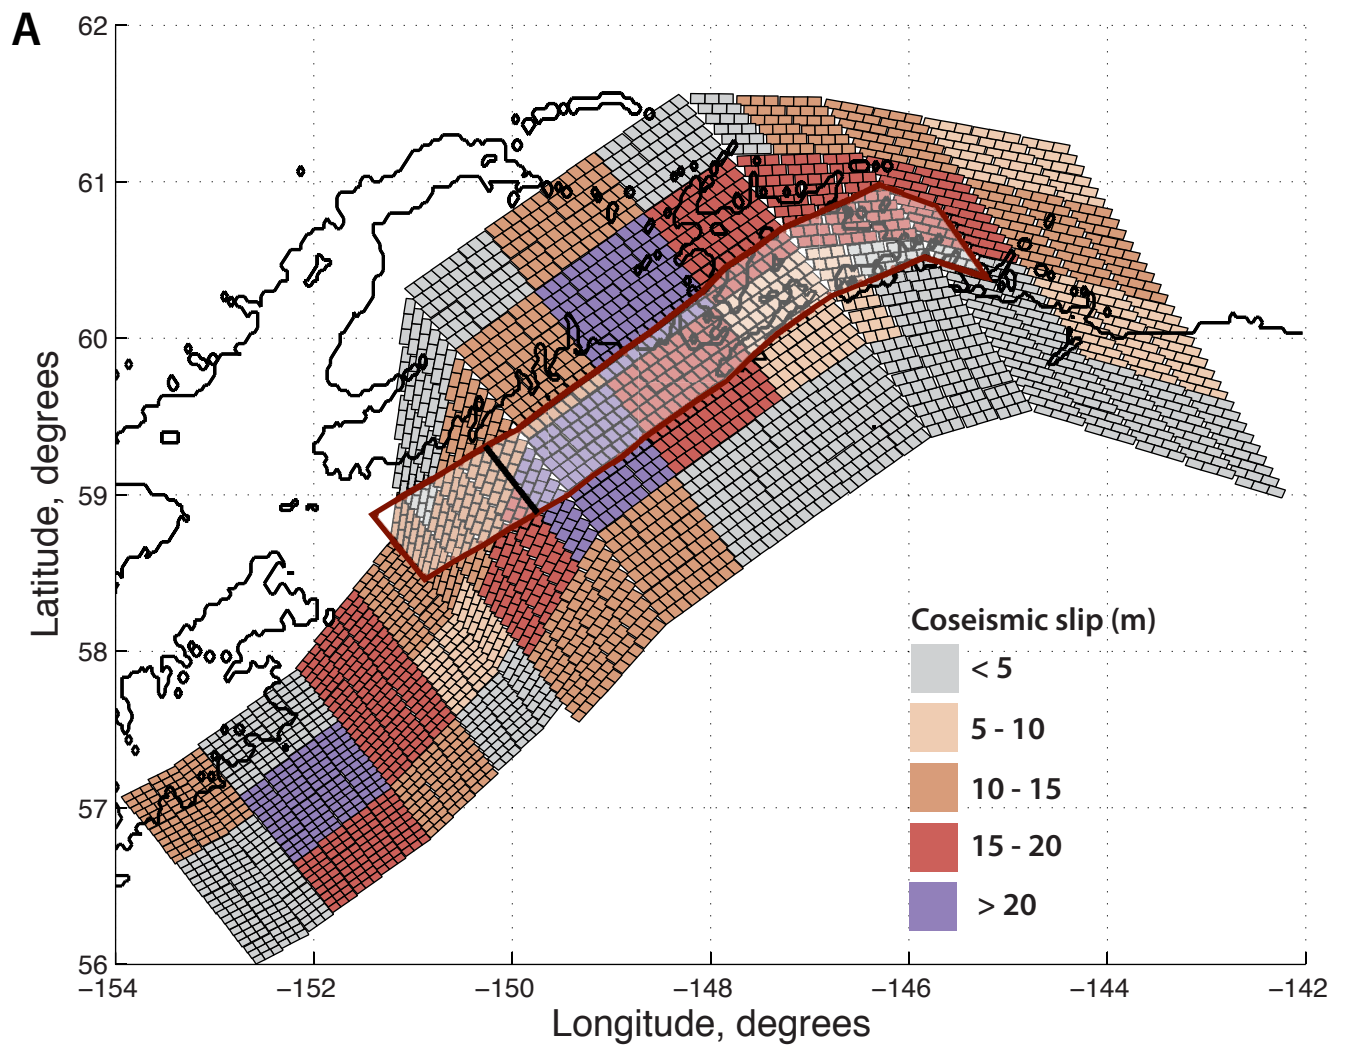 A
62
61
60
59
58
57
56
Latitude, degrees
Coseismic slip (m)
< 5
5 - 10
10 - 15
15 - 20
> 20
−154 −152 −150 −148 −146 −144 −142
Longitude, degrees